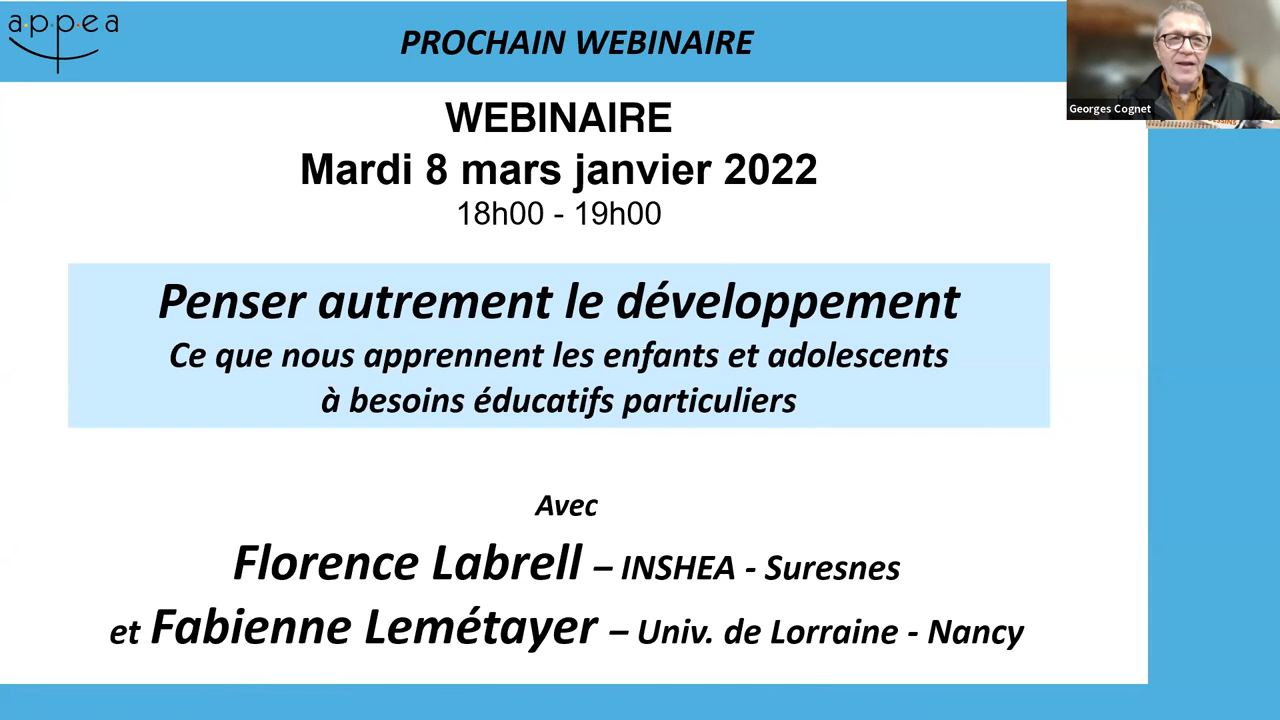 a.p.p.e a
PROCHAIN WEBINAIRE
Georges Cognet
WEBINAIRE
Mardi 8 mars janvier 2022
18h00 - 19h00
Penser autrement le développement
Ce que nous apprennent les enfants et adolescents
à besoins éducatifs particuliers
Avec
Florence Labrell – INSHEA - Suresnes
et Fabienne Lemétayer – Univ. de Lorraine - Nancy